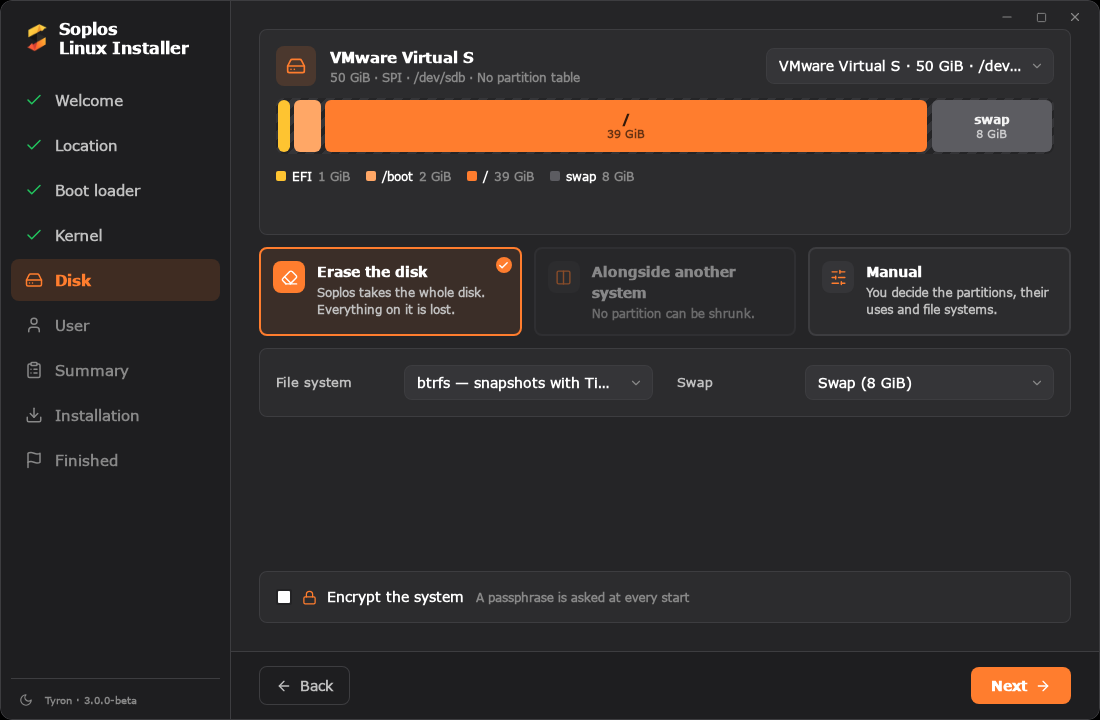 Soplos
Linux Installer
Welcome
Location
Boot loader
Kernel
Disk
User
Summary
Installation
Finished
Tyron · 3.0.0-beta
VMware Virtual S
50 GiB · SPI · /dev/sdb · No partition table
VMware Virtual S · 50 GiB · /dev...
/
39 GiB
swap
8 GiB
EFI 1 GiB /boot 2 GiB / 39 GiB swap 8 GiB
Erase the disk
Soplos takes the whole disk.
Everything on it is lost.
Alongside another
system
No partition can be shrunk.
Manual
You decide the partitions, their
uses and file systems.
File system
btrfs — snapshots with Ti...
Swap
Swap (8 GiB)
Encrypt the system A passphrase is asked at every start
Back
Next